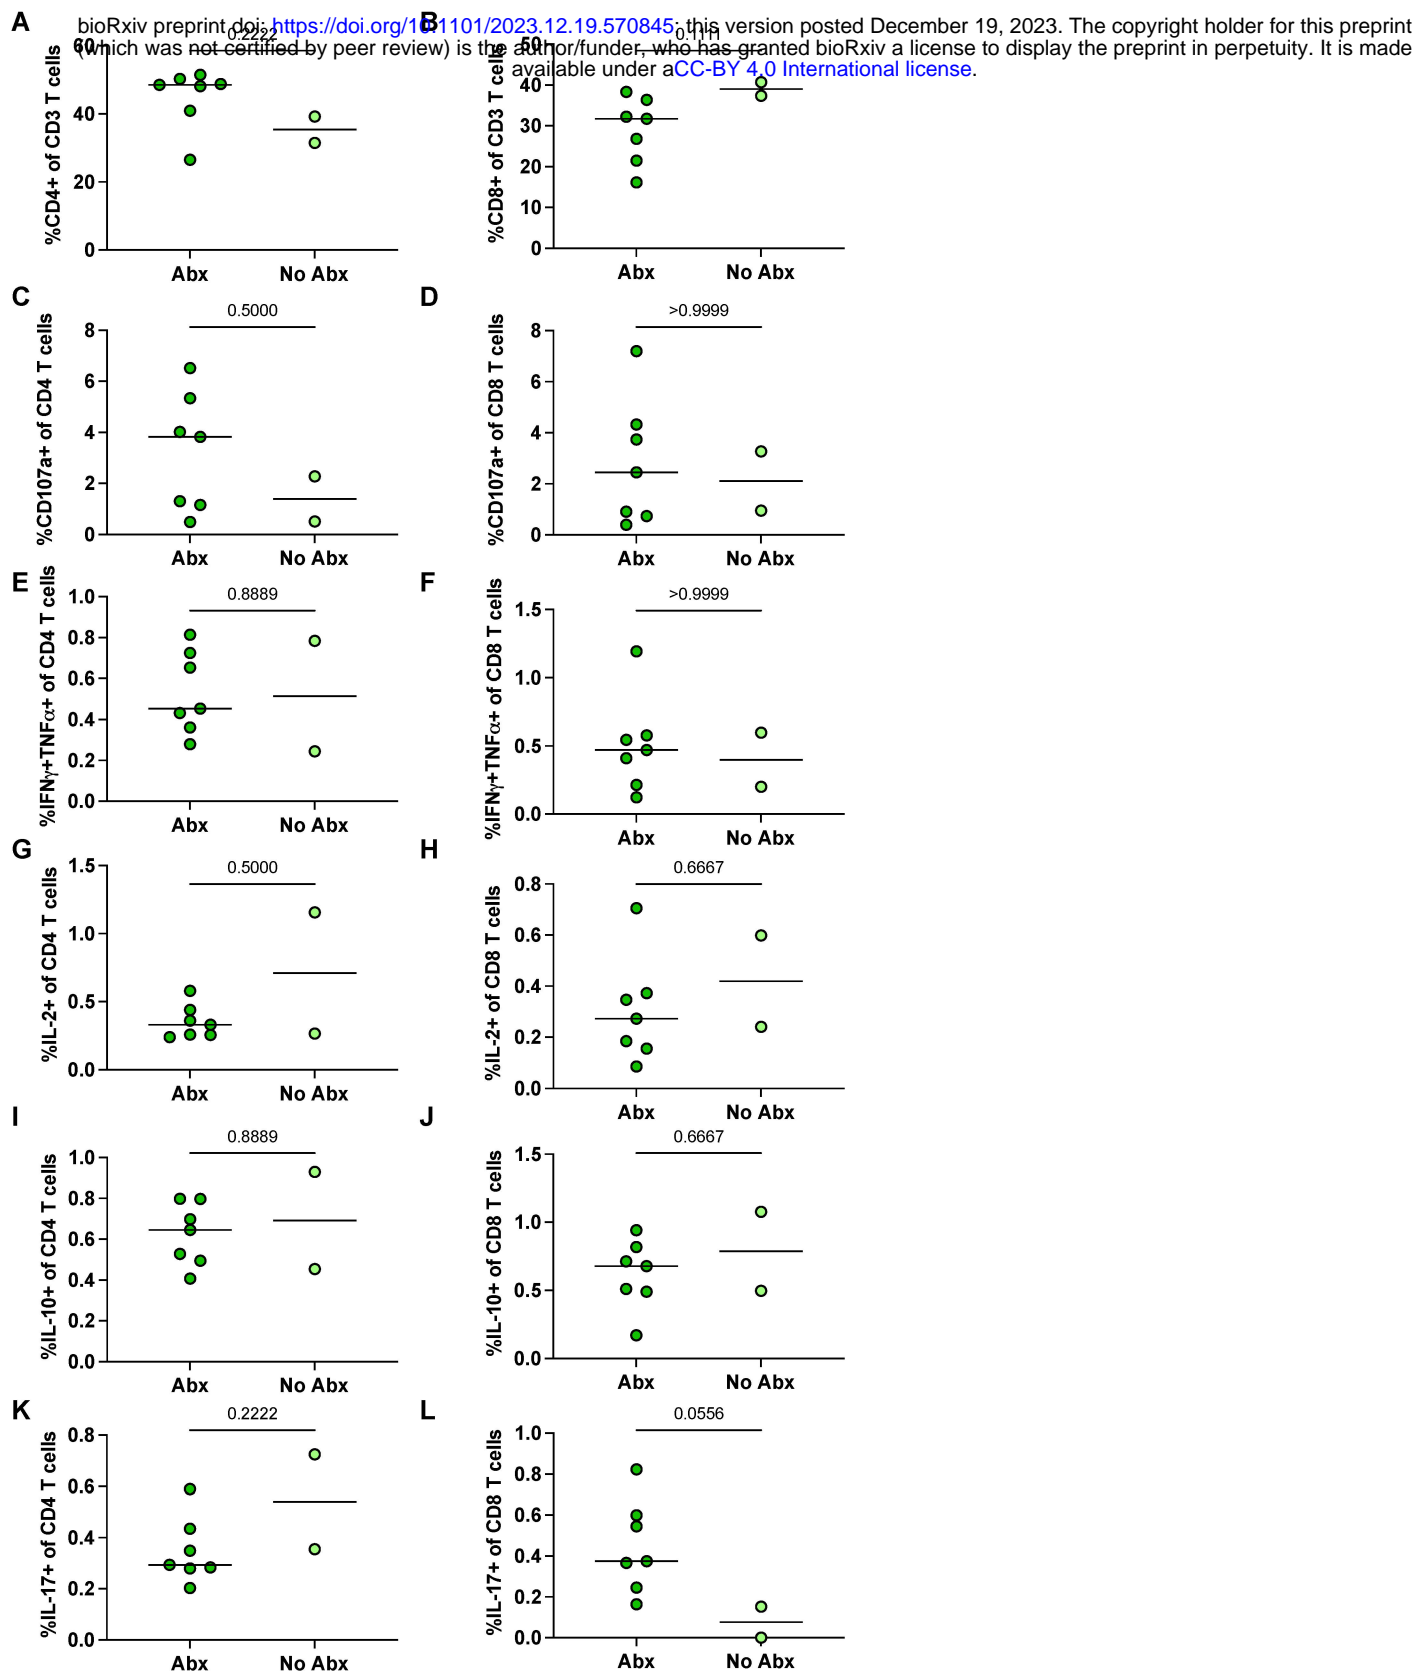 bioRxiv preprint doi: https://doi.org/10.1101/2023.12.19.570845; this version posted December 19, 2023. The copyright holder for this preprint
(which was not certified by peer review) is the author/funder, who has granted bioRxiv a license to display the preprint in perpetuity. It is made
available under aCC-BY 4.0 International license.
A
0.2222
%CD4+ of CD3 T cells
60
40
20
0
Abx No Abx
B
0.1111
%CD8+ of CD3 T cells
50
40
30
20
10
0
Abx No Abx
C
0.5000
%CD107a+ of CD4 T cells
8
6
4
2
0
Abx No Abx
D
>0.9999
%CD107a+ of CD8 T cells
8
6
4
2
0
Abx No Abx
E
0.8889
%IFNγ+TNFα+ of CD4 T cells
1.0
0.8
0.6
0.4
0.2
0.0
Abx No Abx
F
>0.9999
%IFNγ+TNFα+ of CD8 T cells
1.5
1.0
0.5
0.0
Abx No Abx
G
0.5000
%IL-2+ of CD4 T cells
1.5
1.0
0.5
0.0
Abx No Abx
H
0.6667
%IL-2+ of CD8 T cells
0.8
0.6
0.4
0.2
0.0
Abx No Abx
I
0.8889
%IL-10+ of CD4 T cells
1.0
0.8
0.6
0.4
0.2
0.0
Abx No Abx
J
0.6667
%IL-10+ of CD8 T cells
1.5
1.0
0.5
0.0
Abx No Abx
K
0.2222
%IL-17+ of CD4 T cells
0.8
0.6
0.4
0.2
0.0
Abx No Abx
L
0.0556
%IL-17+ of CD8 T cells
1.0
0.8
0.6
0.4
0.2
0.0
Abx No Abx